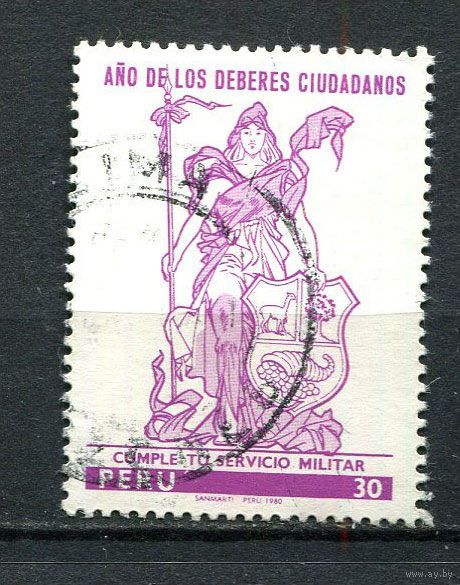 AÑO DE LOS DEBERES CIUDADANOS
CUMPLE TU SERVICIO MILITAR
PERU 30
SANMARTI PERU 1980
www.ay.by